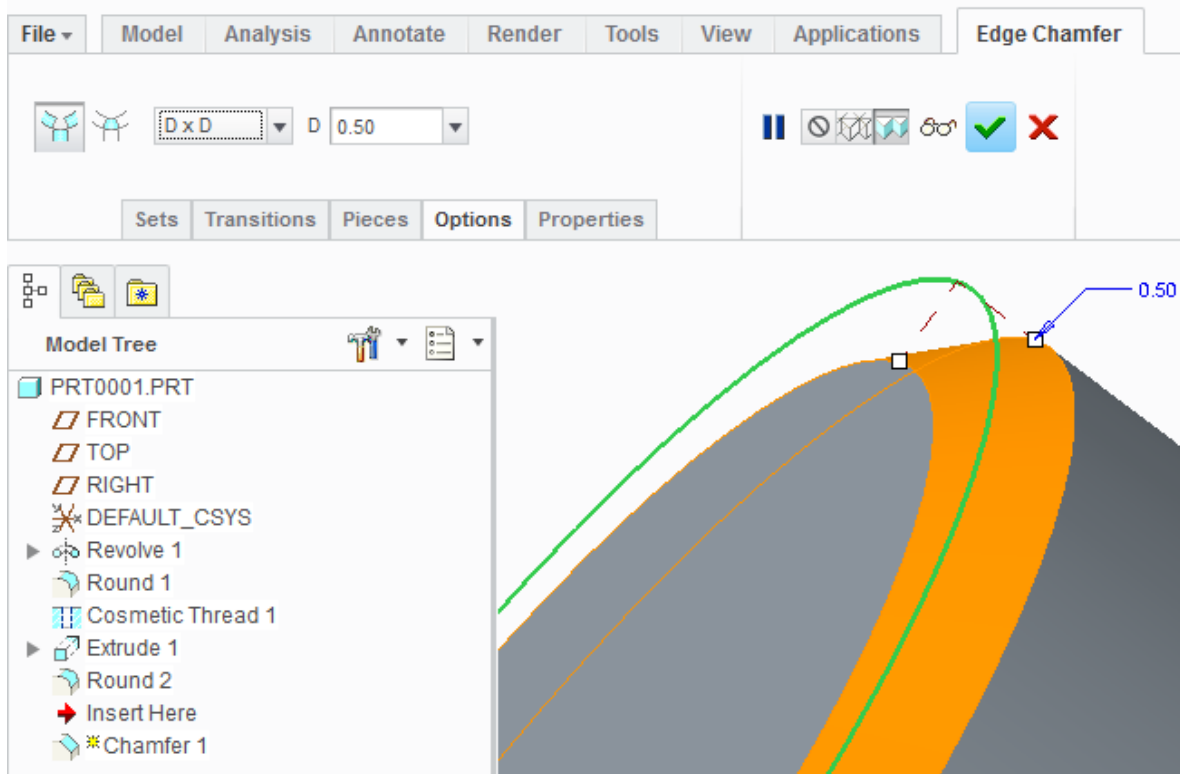 File Model Analysis Annotate Render Tools View Applications Edge Chamfer
D x D D 0.50
Sets Transitions Pieces Options Properties
0.50
Model Tree
PRT0001.PRT
FRONT
TOP
RIGHT
DEFAULT_CSYS
Revolve 1
Round 1
Cosmetic Thread 1
Extrude 1
Round 2
Insert Here
Chamfer 1